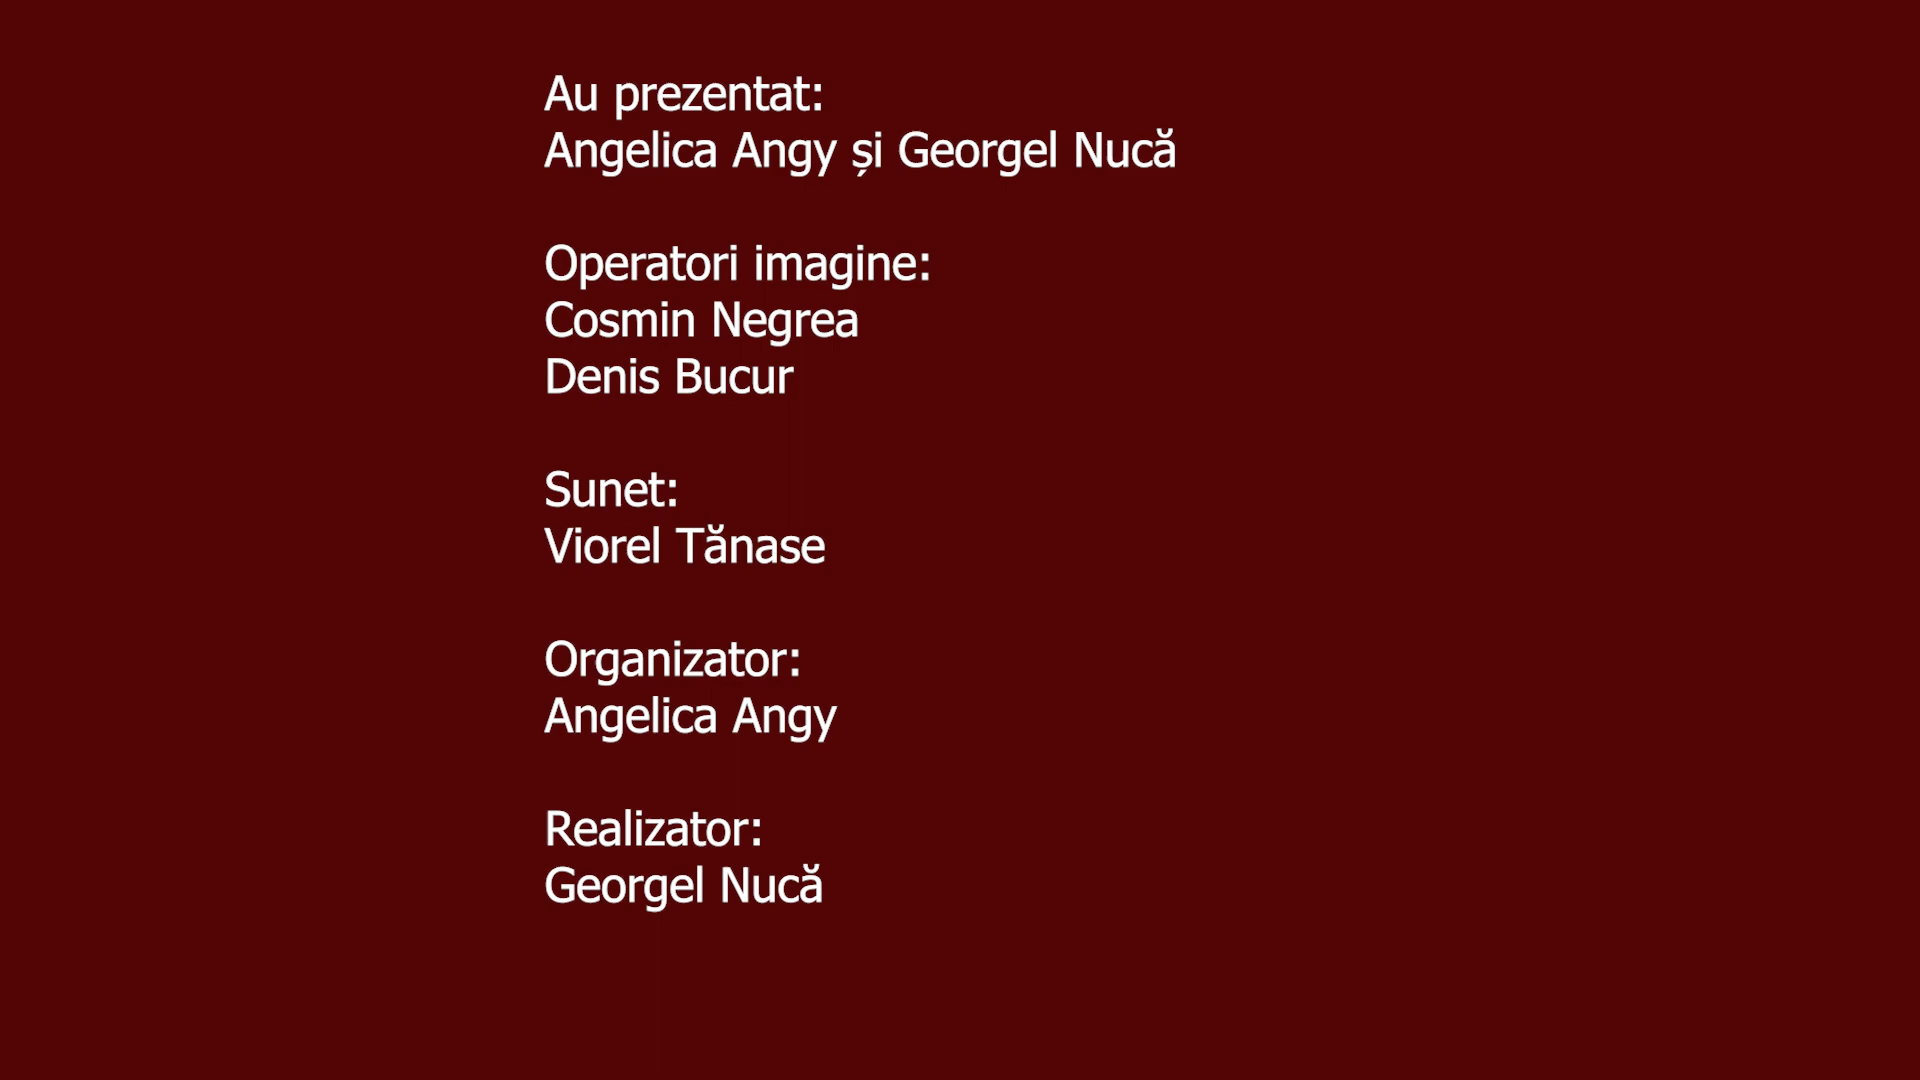 Au prezentat:
Angelica Angy și Georgel Nucă
Operatori imagine:
Cosmin Negrea
Denis Bucur
Sunet:
Viorel Tănase
Organizator:
Angelica Angy
Realizator:
Georgel Nucă